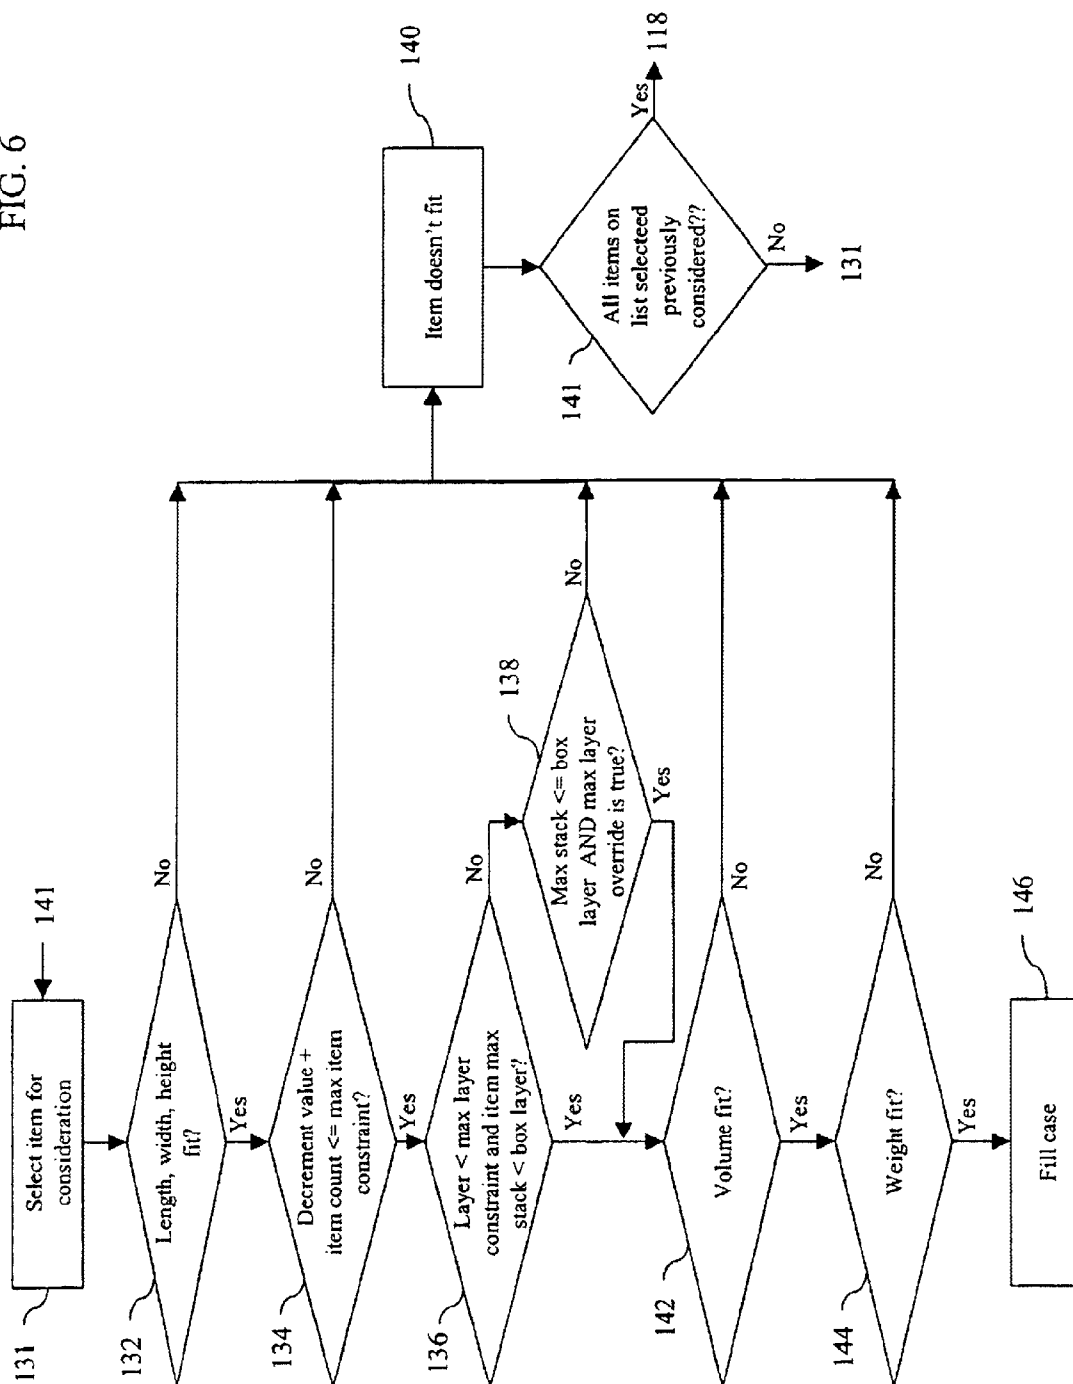 FIG. 6
131
Select item for
consideration
141
132
Length, width, height
fit?
No
Yes
134
Decrement value +
item count <= max item
constraint?
No
Yes
136
Layer < max layer
constraint and item max
stack < box layer?
No
Yes
138
Max stack <= box
layer AND max layer
override is true?
No
Yes
142
Volume fit?
No
Yes
144
Weight fit?
No
Yes
146
Fill case
140
Item doesn't fit
141
All items on
list selecteed
previously
considered??
Yes
118
No
131